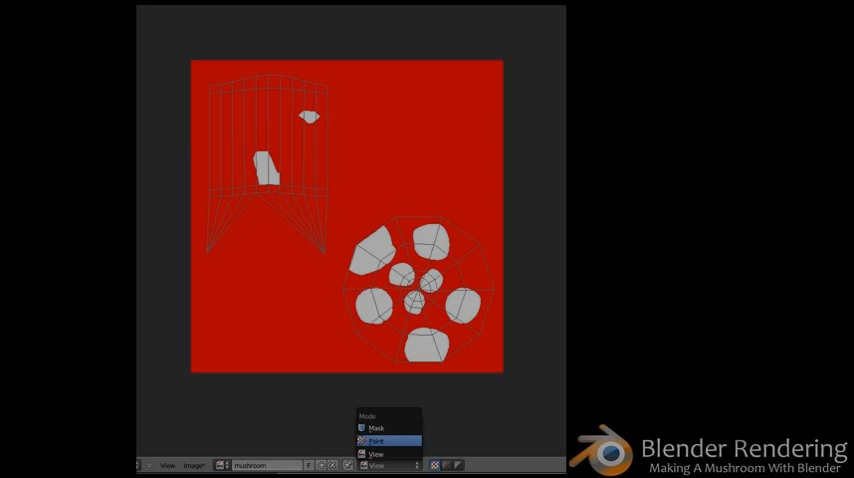 Mode
Mask
Paint
View
View Image* mushroom F View
Blender Rendering
Making A Mushroom With Blender